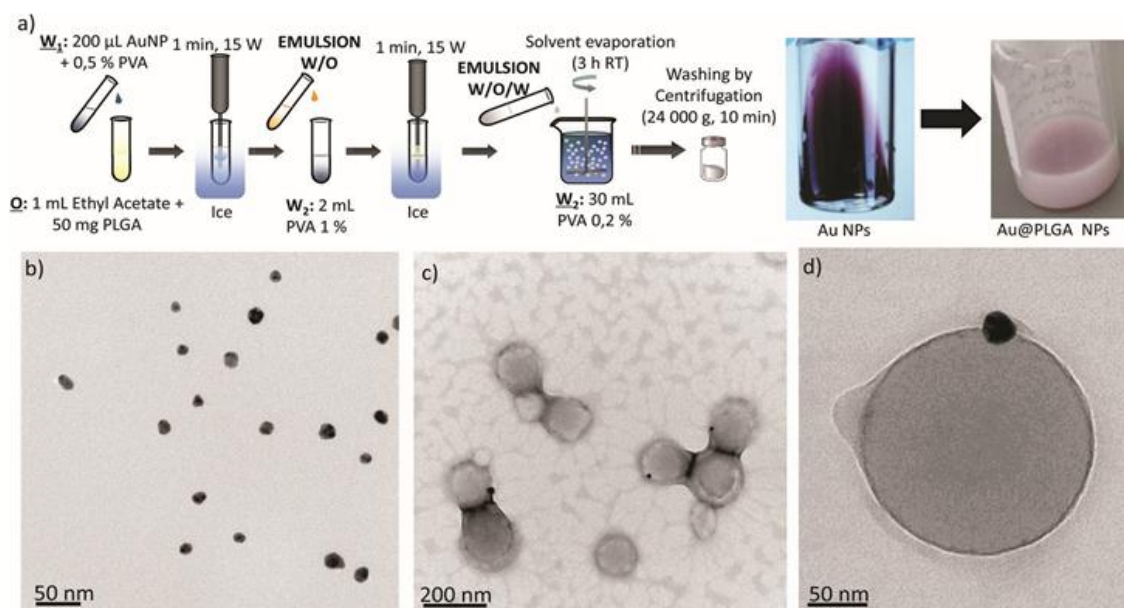 a)
W₁: 200 µL AuNP
+ 0,5 % PVA
1 min, 15 W
EMULSION
W/O
1 min, 15 W
EMULSION
W/O/W
Solvent evaporation
(3 h RT)
Washing by
Centrifugation
(24 000 g, 10 min)
O: 1 mL Ethyl Acetate +
50 mg PLGA
Ice
W₂: 2 mL
PVA 1 %
Ice
W₂: 30 mL
PVA 0,2 %
Au NPs
Au@PLGA NPs
b)
50 nm
c)
200 nm
d)
50 nm